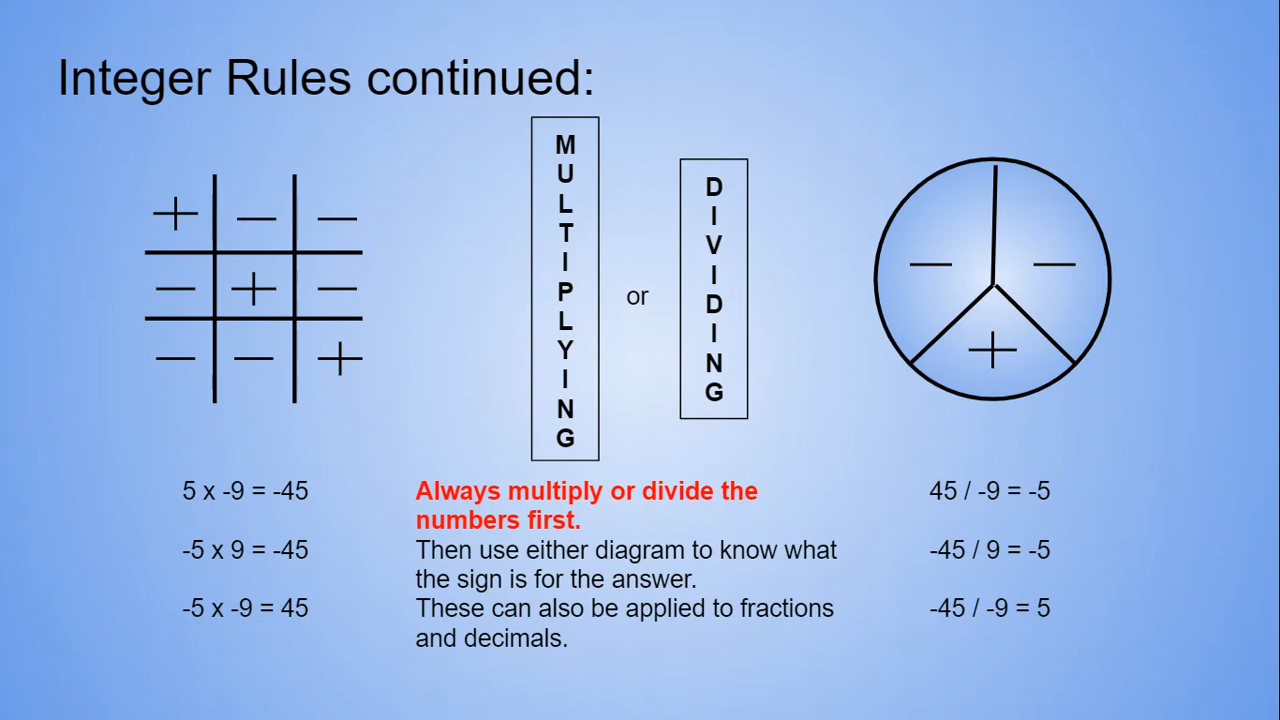 Integer Rules continued:
+ — —
— + —
— — +
MULTIPLYING
or
DIVIDING
— —
+
5 x -9 = -45
-5 x 9 = -45
-5 x -9 = 45
Always multiply or divide the
numbers first.
Then use either diagram to know what
the sign is for the answer.
These can also be applied to fractions
and decimals.
45 / -9 = -5
-45 / 9 = -5
-45 / -9 = 5